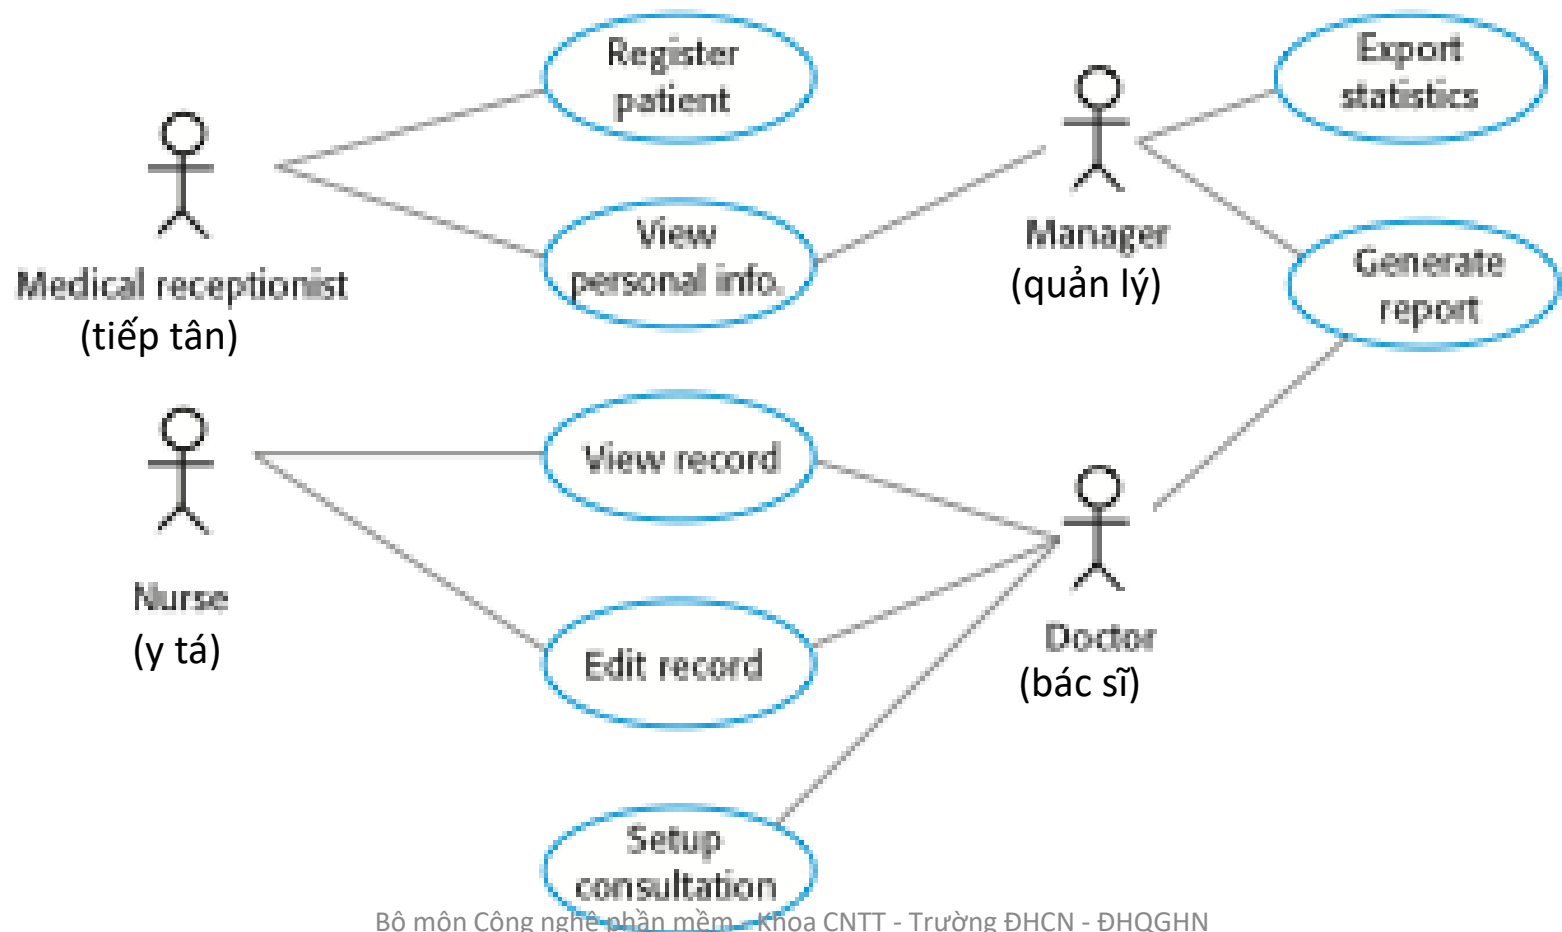 Register
patient
Export
statistics
Medical receptionist
(tiếp tân)
View
personal info.
Manager
(quản lý)
Generate
report
Nurse
(y tá)
View record
Edit record
Doctor
(bác sĩ)
Setup
consultation
Bộ môn Công nghệ phần mềm - Khoa CNTT - Trường ĐHCN - ĐHQGHN